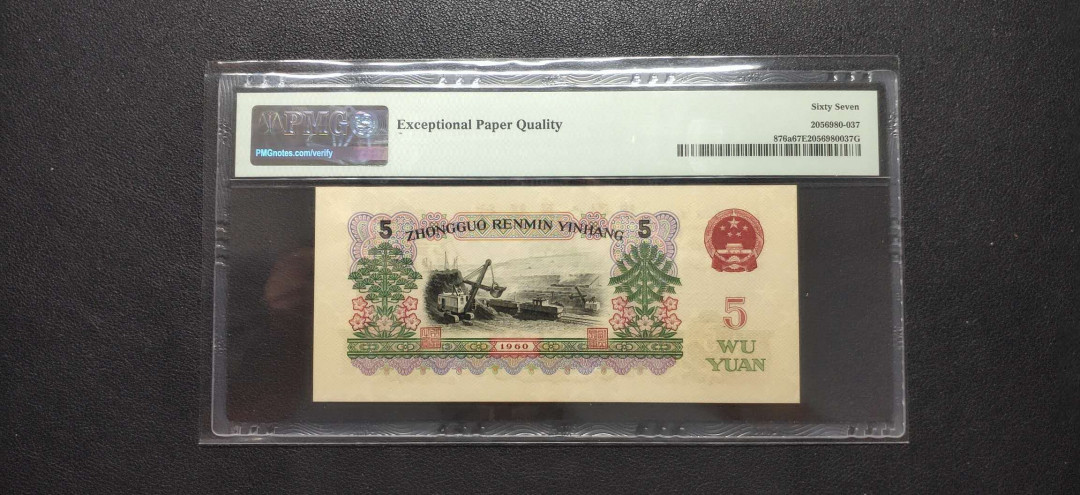 PMG
PMGnotes.com/verify
Exceptional Paper Quality
Sixty Seven
2056980-037
876a67E2056980037G
5 ZHONGGUO RENMIN YINHANG 5
5
WU
YUAN
1960